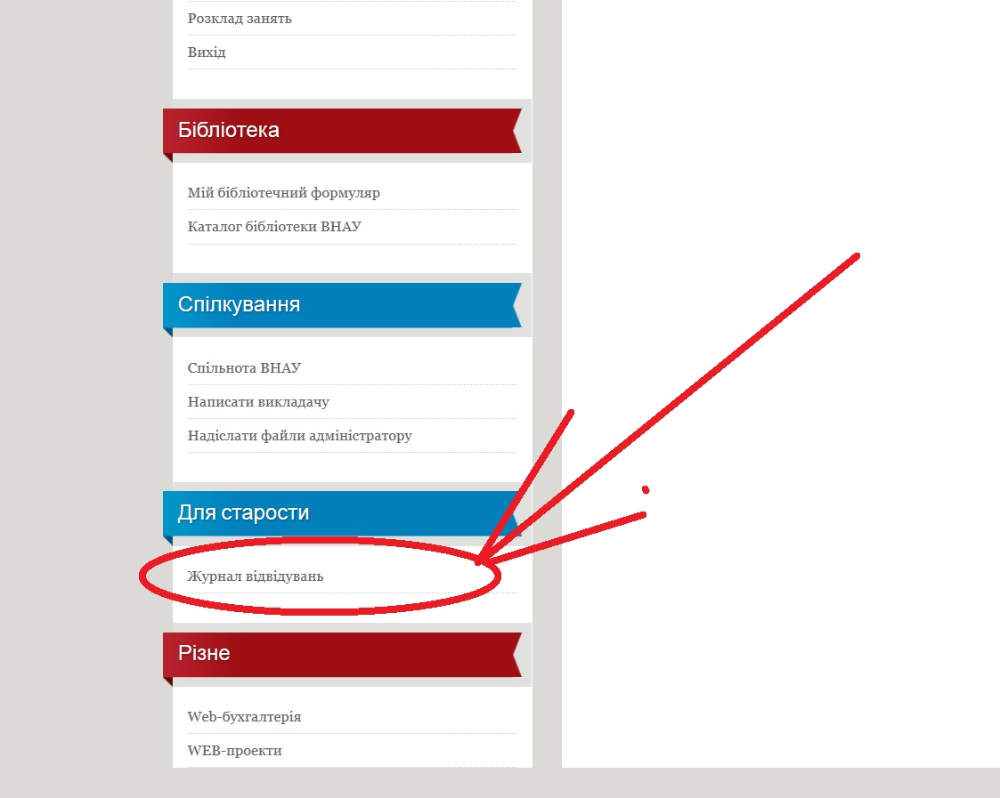 Розклад занять
Вихід
Бібліотека
Мій бібліотечний формуляр
Каталог бібліотеки ВНАУ
Спілкування
Спільнота ВНАУ
Написати викладачу
Надіслати файли адміністратору
Для старости
Журнал відвідувань
Різне
Web-бухгалтерія
WEB-проекти